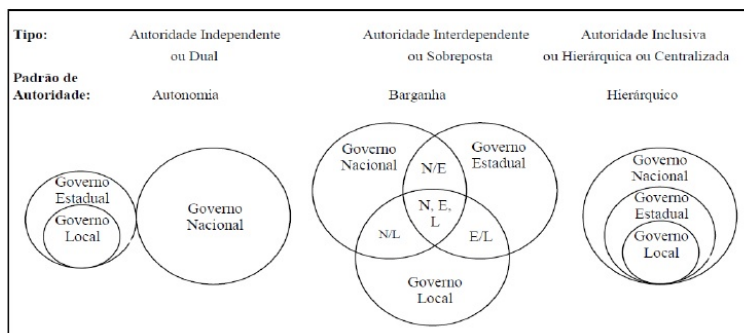 Tipo: Autoridade Independente Autoridade Interdependente Autoridade Inclusiva
ou Dual ou Sobreposta ou Hierárquica ou Centralizada
Padrão de
Autoridade: Autonomia Barganha Hierárquico
Governo
Estadual
Governo
Local
Governo
Nacional
Governo
Nacional
N/E
Governo
Estadual
N, E,
L
N/L
E/L
Governo
Local
Governo
Nacional
Governo
Estadual
Governo
Local